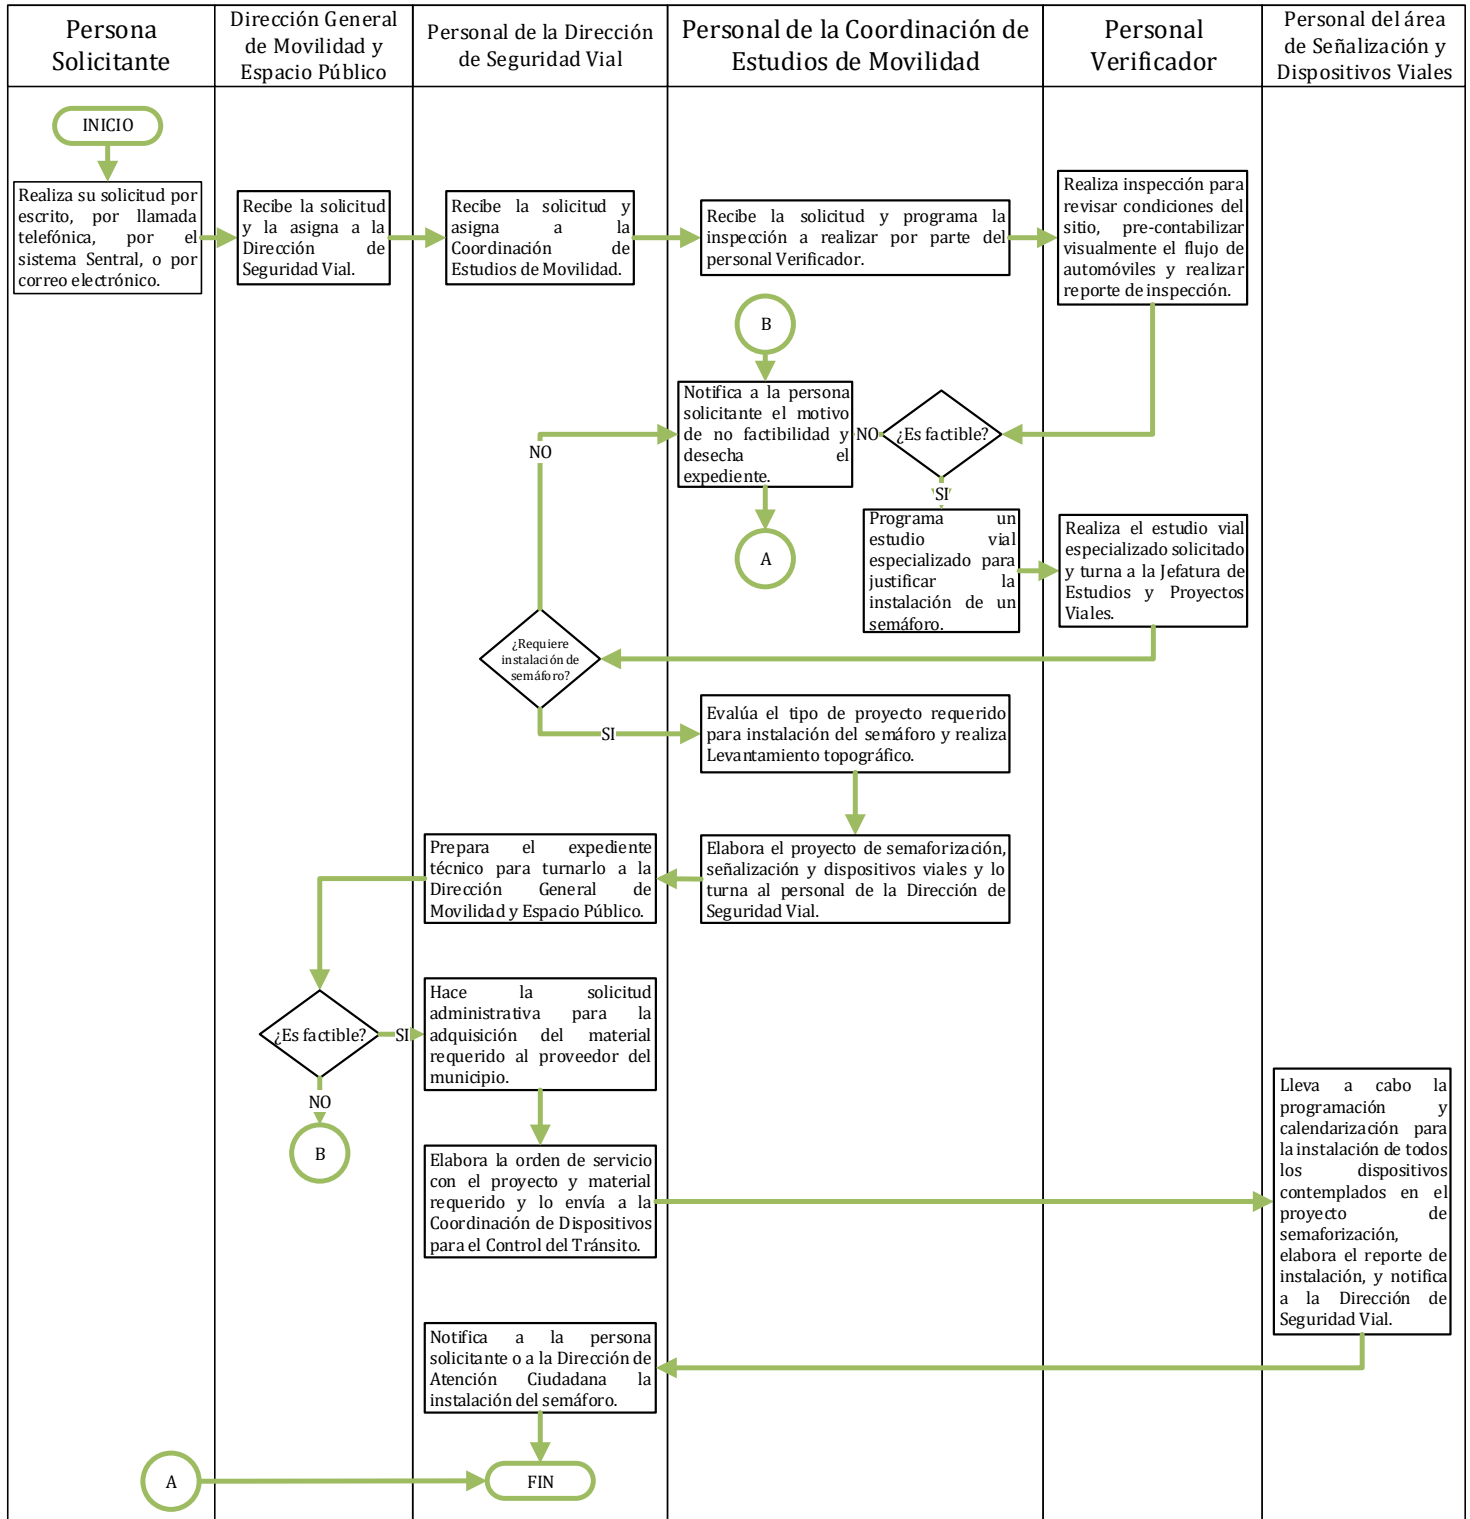 Persona
Solicitante
Dirección General
de Movilidad y
Espacio Público
Personal de la Dirección
de Seguridad Vial
Personal de la Coordinación de
Estudios de Movilidad
Personal
Verificador
Personal del área
de Señalización y
Dispositivos Viales
INICIO
Realiza su solicitud por
escrito, por llamada
telefónica, por el
sistema Sentral, o por
correo electrónico.
Recibe la solicitud
y la asigna a la
Dirección de
Seguridad Vial.
Recibe la solicitud y
asigna a la
Coordinación de
Estudios de Movilidad.
Recibe la solicitud y programa la
inspección a realizar por parte del
personal Verificador.
Realiza inspección para
revisar condiciones del
sitio, pre-contabilizar
visualmente el flujo de
automóviles y realizar
reporte de inspección.
B
Notifica a la persona
solicitante el motivo
de no factibilidad y
desecha el
expediente.
NO
¿Es factible?
NO
SI
A
Programa un
estudio vial
especializado para
justificar la
instalación de un
semáforo.
Realiza el estudio vial
especializado solicitado
y turna a la Jefatura de
Estudios y Proyectos
Viales.
¿Requiere
instalación de
semáforo?
SI
Evalúa el tipo de proyecto requerido
para instalación del semáforo y realiza
Levantamiento topográfico.
Prepara el expediente
técnico para turnarlo a la
Dirección General de
Movilidad y Espacio Público.
Elabora el proyecto de semaforización,
señalización y dispositivos viales y lo
turna al personal de la Dirección de
Seguridad Vial.
¿Es factible?
SI
NO
B
Hace la solicitud
administrativa para la
adquisición del material
requerido al proveedor del
municipio.
Elabora la orden de servicio
con el proyecto y material
requerido y lo envía a la
Coordinación de Dispositivos
para el Control del Tránsito.
Lleva a cabo la
programación y
calendarización para
la instalación de todos
los dispositivos
contemplados en el
proyecto de
semaforización,
elabora el reporte de
instalación, y notifica
a la Dirección de
Seguridad Vial.
Notifica a la persona
solicitante o a la Dirección de
Atención Ciudadana la
instalación del semáforo.
A
FIN